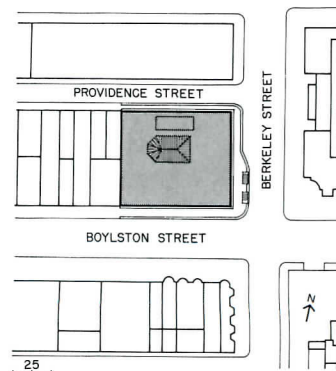 PROVIDENCE STREET
BERKELEY STREET
BOYLSTON STREET
N
25